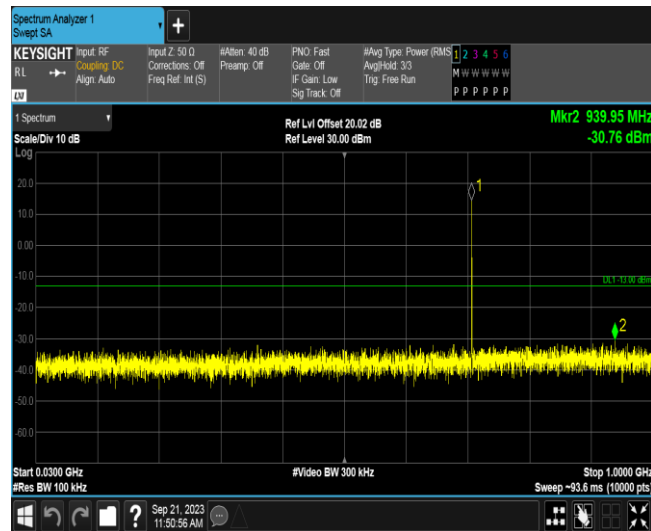 Spectrum Analyzer 1
Swept SA
+
KEYSIGHT
RL
LXI
Input: RF
Coupling: DC
Align: Auto
Input Z: 50 Ω
Corrections: Off
Freq Ref: Int (S)
#Atten: 40 dB
Preamp: Off
PNO: Fast
Gate: Off
IF Gain: Low
Sig Track: Off
#Avg Type: Power (RMS
Avg|Hold: 3/3
Trig: Free Run
1 2 3 4 5 6
M W W W W W
P P P P P P
1 Spectrum
Scale/Div 10 dB
Log
Ref Lvl Offset 20.02 dB
Ref Level 30.00 dBm
Mkr2 939.95 MHz
-30.76 dBm
1
20.0
10.0
0.00
-10.0
DL1 -13.00 dBm
-20.0
2
-30.0
-40.0
-50.0
-60.0
Start 0.0300 GHz
#Video BW 300 kHz
Stop 1.0000 GHz
#Res BW 100 kHz
Sweep ~93.6 ms (10000 pts)
?
Sep 21, 2023
11:50:56 AM